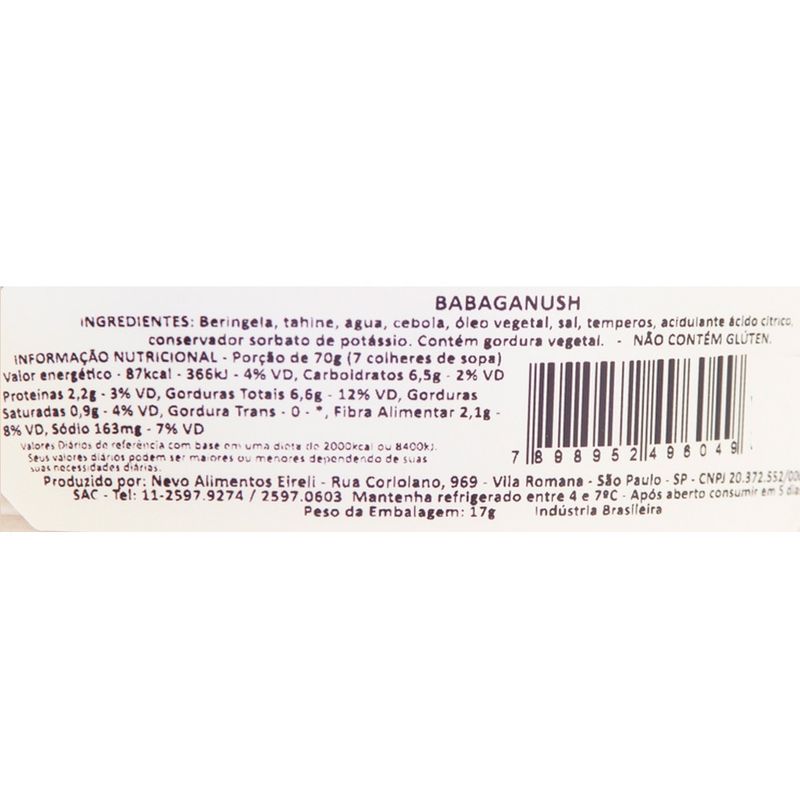 BABAGANUSH
INGREDIENTES: Beringela, tahine, agua, cebola, óleo vegetal, sal, temperos, acidulante ácido cítrico,
conservador sorbato de potássio. Contém gordura vegetal. - NÃO CONTÉM GLÚTEN.
INFORMAÇÃO NUTRICIONAL - Porção de 70g (7 colheres de sopa)
Valor energético - 87kcal - 366kJ - 4% VD, Carboidratos 6,5g - 2% VD
Proteinas 2,2g - 3% VD, Gorduras Totais 6,6g - 12% VD, Gorduras
Saturadas 0,9g - 4% VD, Gordura Trans - 0 - *, Fibra Alimentar 2,1g -
8% VD, Sódio 163mg - 7% VD
Valores Diários de referência com base em uma dieta de 2000kcal ou 8400kJ.
Seus valores diários podem ser maiores ou menores dependendo de suas
suas necessidades diárias.
7 898952 496049
Produzido por: Nevo Alimentos Eireli - Rua Coriolano, 969 - Vila Romana - São Paulo - SP - CNPJ 20.372.552/000
SAC - Tel: 11-2597.9274 / 2597.0603 Mantenha refrigerado entre 4 e 7ºC - Após aberto consumir em 5 dia
Peso da Embalagem: 17g Indústria Brasileira